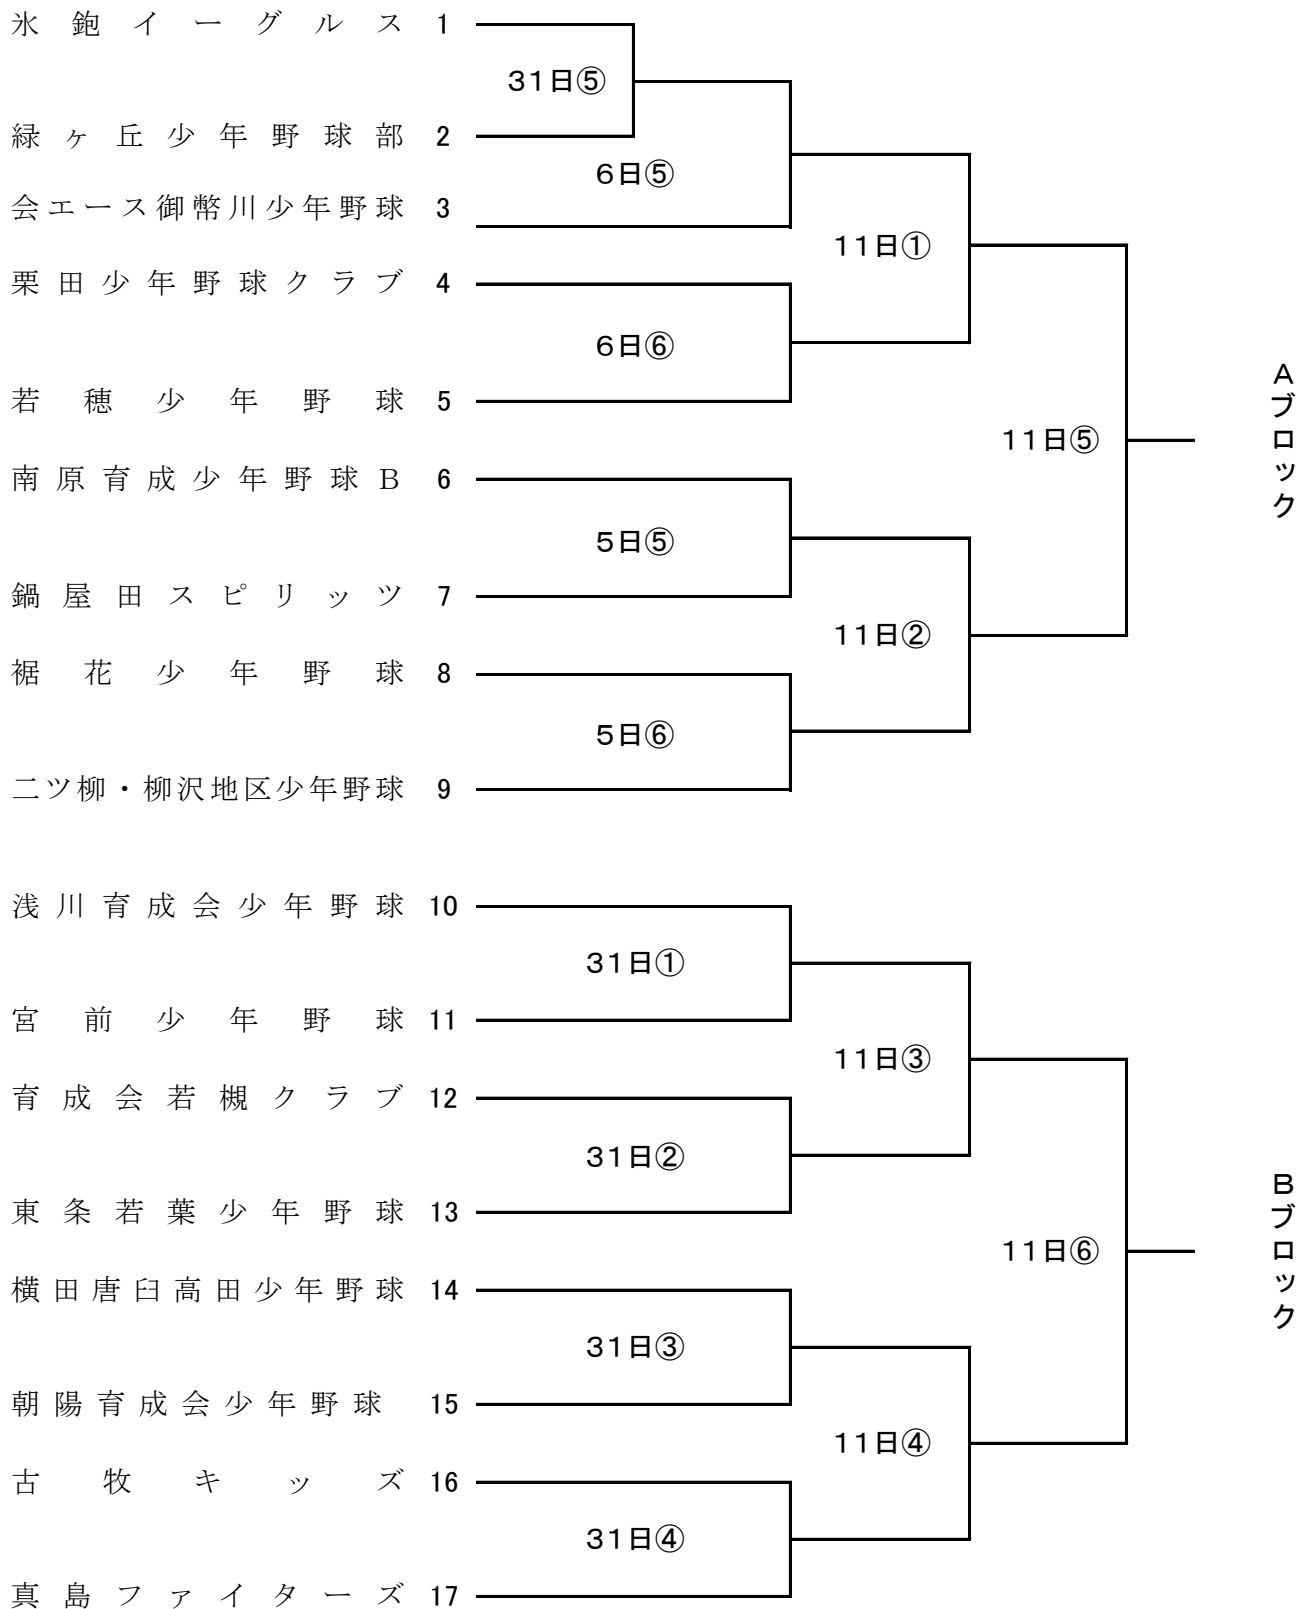 氷鉋イーグルス 1
31日⑤
緑ヶ丘少年野球部 2
6日⑤
会エース御幣川少年野球 3
11日①
栗田少年野球クラブ 4
6日⑥
若穂少年野球 5
11日⑤
Aブロック
南原育成少年野球B 6
5日⑤
鍋屋田スピリッツ 7
11日②
裾花少年野球 8
5日⑥
二ツ柳・柳沢地区少年野球 9
浅川育成会少年野球 10
31日①
宮前少年野球 11
11日③
育成会若槻クラブ 12
31日②
東条若葉少年野球 13
11日⑥
Bブロック
横田唐臼高田少年野球 14
31日③
朝陽育成会少年野球 15
11日④
古牧キッズ 16
31日④
真島ファイターズ 17